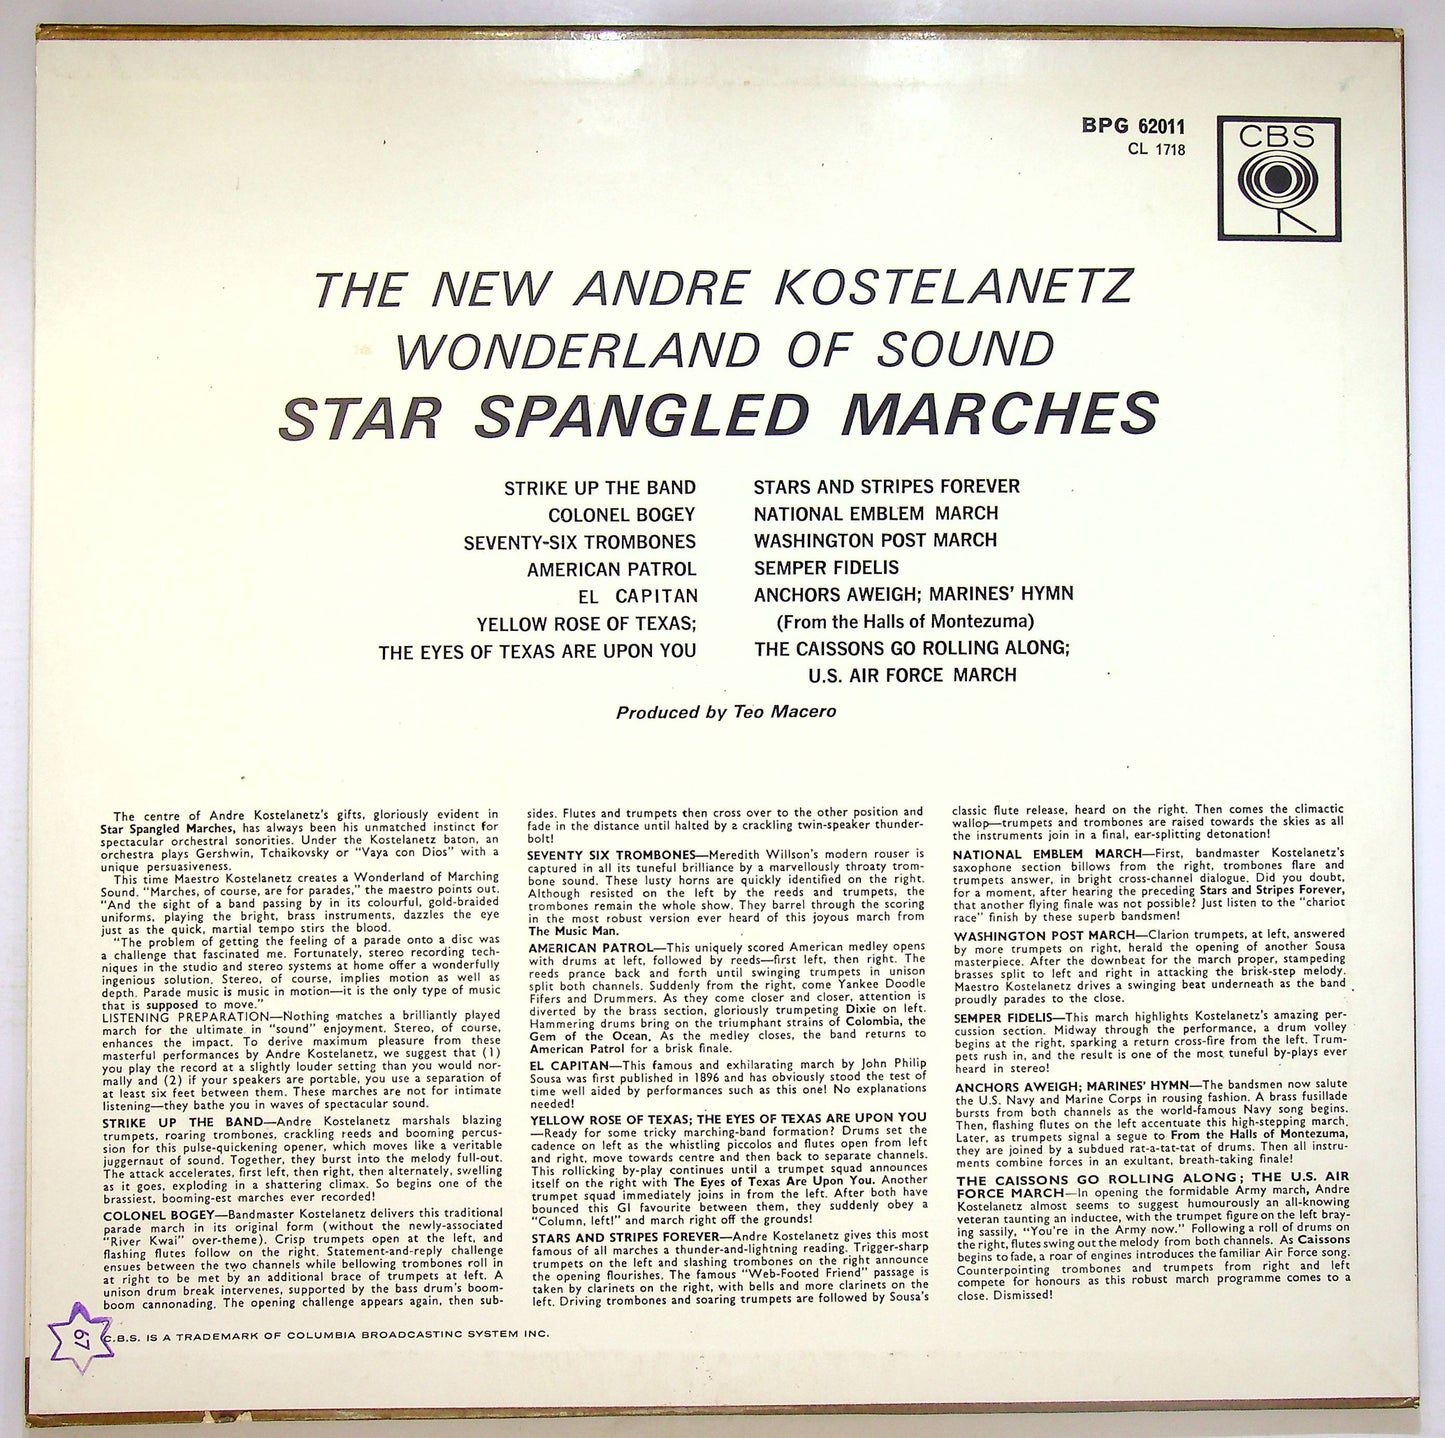 BPG 62011
CL 1718
CBS
THE NEW ANDRE KOSTELANETZ
WONDERLAND OF SOUND
STAR SPANGLED MARCHES
STRIKE UP THE BAND
COLONEL BOGEY
SEVENTY-SIX TROMBONES
AMERICAN PATROL
EL CAPITAN
YELLOW ROSE OF TEXAS;
THE EYES OF TEXAS ARE UPON YOU
STARS AND STRIPES FOREVER
NATIONAL EMBLEM MARCH
WASHINGTON POST MARCH
SEMPER FIDELIS
ANCHORS AWEIGH; MARINES' HYMN
(From the Halls of Montezuma)
THE CAISSONS GO ROLLING ALONG;
U.S. AIR FORCE MARCH
Produced by Teo Macero
The centre of Andre Kostelanetz's gifts, gloriously evident in
Star Spangled Marches, has always been his unmatched instinct for
spectacular orchestral sonorities. Under the Kostelanetz baton, an
orchestra plays Gershwin, Tchaikovsky or "Vaya con Dios" with a
unique persuasiveness.
This time Maestro Kostelanetz creates a Wonderland of Marching
Sound. "Marches, of course, are for parades," the maestro points out.
"And the sight of a band passing by in its colourful, gold-braided
uniforms, playing the bright, brass instruments, dazzles the eye
just as the quick, martial tempo stirs the blood.
"The problem of getting the feeling of a parade onto a disc was
a challenge that fascinated me. Fortunately, stereo recording tech-
niques in the studio and stereo systems at home offer a wonderfully
ingenious solution. Stereo, of course, implies motion as well as
depth. Parade music is music in motion—it is the only type of music
that is supposed to move."
LISTENING PREPARATION—Nothing matches a brilliantly played
march for the ultimate in "sound" enjoyment. Stereo, of course,
enhances the impact. To derive maximum pleasure from these
masterful performances by Andre Kostelanetz, we suggest that (1)
you play the record at a slightly louder setting than you would nor-
mally and (2) if your speakers are portable, you use a separation of
at least six feet between them. These marches are not for intimate
listening—they bathe you in waves of spectacular sound.
STRIKE UP THE BAND—Andre Kostelanetz marshals blazing
trumpets, roaring trombones, crackling reeds and booming percus-
sion for this pulse-quickening opener, which moves like a veritable
juggernaut of sound. Together, they burst into the melody full-out.
The attack accelerates, first left, then right, then alternately, swelling
as it goes, exploding in a shattering climax. So begins one of the
brassiest, booming-est marches ever recorded!
COLONEL BOGEY—Bandmaster Kostelanetz delivers this traditional
parade march in its original form (without the newly-associated
"River Kwai" over-theme). Crisp trumpets open at the left, and
flashing flutes follow on the right. Statement-and-reply challenge
ensues between the two channels while bellowing trombones roll in
at right to be met by an additional brace of trumpets at left. A
unison drum break intervenes, supported by the bass drum's boom-
boom cannonading. The opening challenge appears again, then sub-
sides. Flutes and trumpets then cross over to the other position and
fade in the distance until halted by a crackling twin-speaker thunder-
bolt!
SEVENTY SIX TROMBONES—Meredith Willson's modern rouser is
captured in all its tuneful brilliance by a marvellously throaty trom-
bone sound. These lusty horns are quickly identified on the right.
Although resisted on the left by the reeds and trumpets, the
trombones remain the whole show. They barrel through the scoring
in the most robust version ever heard of this joyous march from
The Music Man.
AMERICAN PATROL—This uniquely scored American medley opens
with drums at left, followed by reeds—first left, then right. The
reeds prance back and forth until swinging trumpets in unison
split both channels. Suddenly from the right, come Yankee Doodle
Fifers and Drummers. As they come closer and closer, attention is
diverted by the brass section, gloriously trumpeting Dixie on left.
Hammering drums bring on the triumphant strains of Colombia, the
Gem of the Ocean. As the medley closes, the band returns to
American Patrol for a brisk finale.
EL CAPITAN—This famous and exhilarating march by John Philip
Sousa was first published in 1896 and has obviously stood the test of
time well aided by performances such as this one! No explanations
needed!
YELLOW ROSE OF TEXAS; THE EYES OF TEXAS ARE UPON YOU
—Ready for some tricky marching-band formation? Drums set the
cadence on left as the whistling piccolos and flutes open from left
and right, move towards centre and then back to separate channels.
This rollicking by-play continues until a trumpet squad announces
itself on the right with The Eyes of Texas Are Upon You. Another
trumpet squad immediately joins in from the left. After both have
bounced this GI favourite between them, they suddenly obey a
"Column, left!" and march right off the grounds!
STARS AND STRIPES FOREVER—Andre Kostelanetz gives this most
famous of all marches a thunder-and-lightning reading. Trigger-sharp
trumpets on the left and slashing trombones on the right announce
the opening flourishes. The famous "Web-Footed Friend" passage is
taken by clarinets on the right, with bells and more clarinets on the
left. Driving trombones and soaring trumpets are followed by Sousa's
classic flute release, heard on the right. Then comes the climactic
wallop—trumpets and trombones are raised towards the skies as all
the instruments join in a final, ear-splitting detonation!
NATIONAL EMBLEM MARCH—First, bandmaster Kostelanetz's
saxophone section billows from the right, trombones flare and
trumpets answer, in bright cross-channel dialogue. Did you doubt,
for a moment, after hearing the preceding Stars and Stripes Forever,
that another flying finale was not possible? Just listen to the "chariot
race" finish by these superb bandsmen!
WASHINGTON POST MARCH—Clarion trumpets, at left, answered
by more trumpets on right, herald the opening of another Sousa
masterpiece. After the downbeat for the march proper, stampeding
brasses split to left and right in attacking the brisk-step melody.
Maestro Kostelanetz drives a swinging beat underneath as the band
proudly parades to the close.
SEMPER FIDELIS—This march highlights Kostelanetz's amazing per-
cussion section. Midway through the performance, a drum volley
begins at the right, sparking a return cross-fire from the left. Trum-
pets rush in, and the result is one of the most tuneful by-plays ever
heard in stereo!
ANCHORS AWEIGH; MARINES' HYMN—The bandsmen now salute
the U.S. Navy and Marine Corps in rousing fashion. A brass fusillade
bursts from both channels as the world-famous Navy song begins.
Then, flashing flutes on the left accentuate this high-stepping march.
Later, as trumpets signal a segue to From the Halls of Montezuma,
they are joined by a subdued rat-a-tat-tat of drums. Then all instru-
ments combine forces in an exultant, breath-taking finale!
THE CAISSONS GO ROLLING ALONG; THE U.S. AIR
FORCE MARCH—In opening the formidable Army march, Andre
Kostelanetz almost seems to suggest humourously an all-knowing
veteran taunting an inductee, with the trumpet figure on the left bray-
ing sassily, "You're in the Army now." Following a roll of drums on
the right, flutes swing out the melody from both channels. As Caissons
begins to fade, a roar of engines introduces the familiar Air Force song.
Counterpointing trombones and trumpets from right and left
compete for honours as this robust march programme comes to a
close. Dismissed!
67
C.B.S. IS A TRADEMARK OF COLUMBIA BROADCASTING SYSTEM INC.